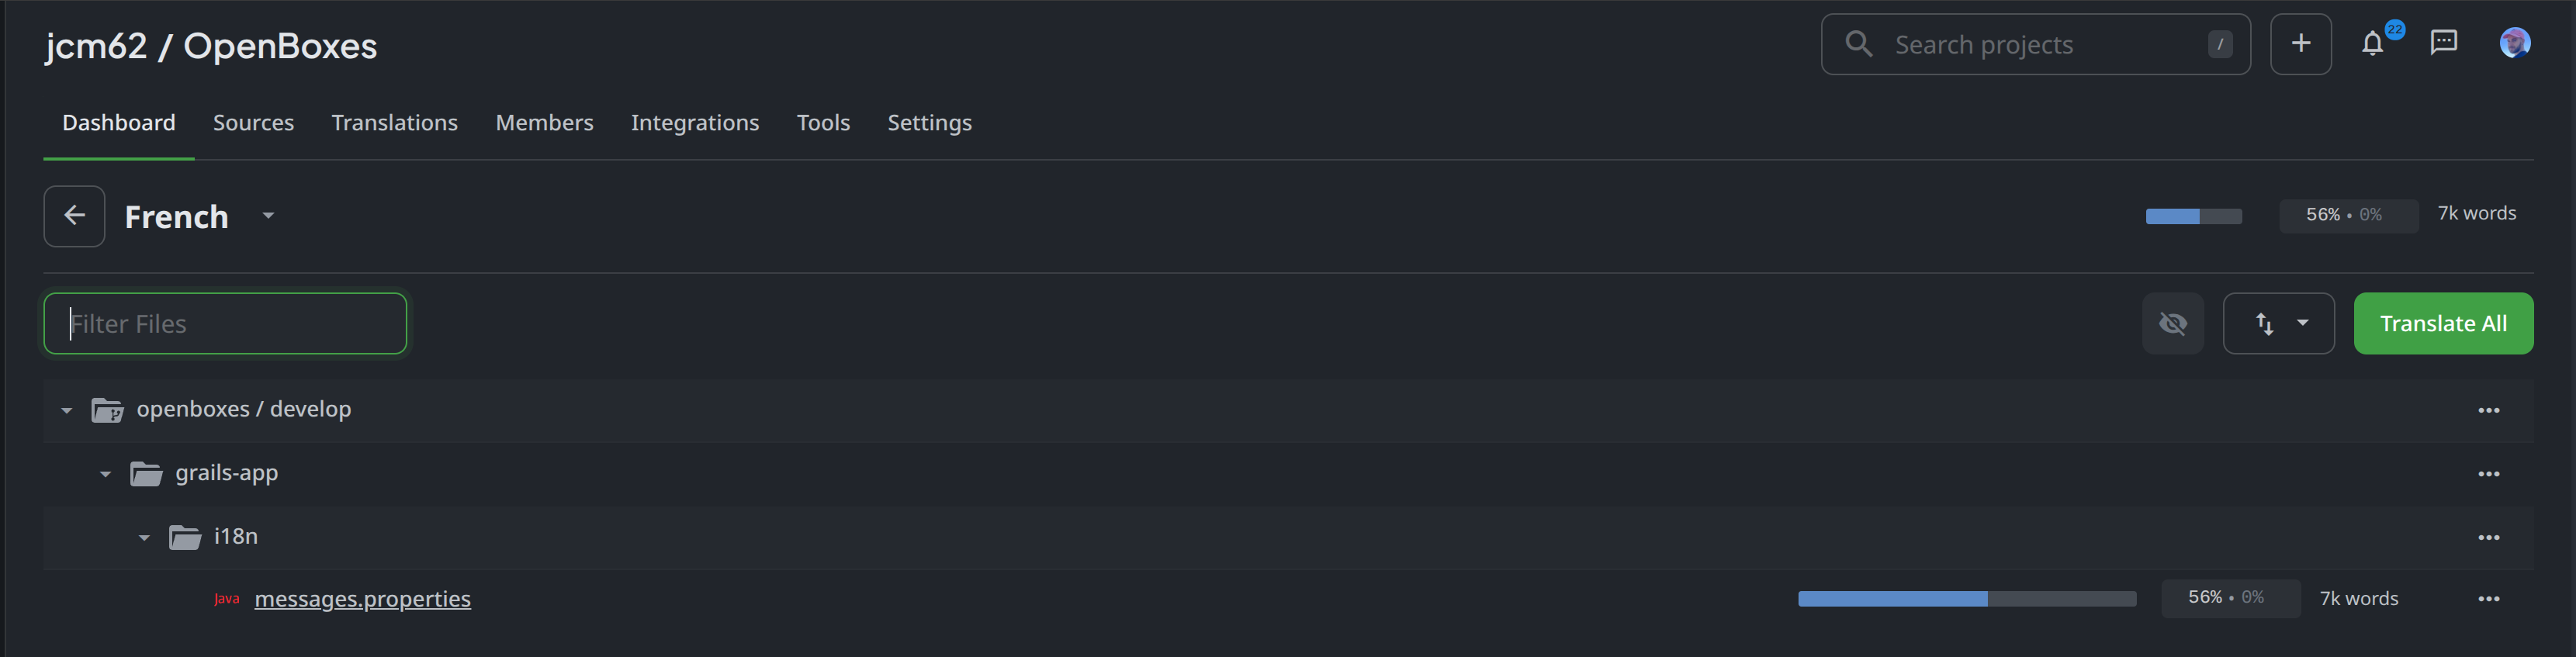 jcm62 / OpenBoxes
Search projects /
22
Dashboard Sources Translations Members Integrations Tools Settings
French
56% • 0% 7k words
Filter Files
Translate All
openboxes / develop
grails-app
i18n
Java messages.properties 56% • 0% 7k words